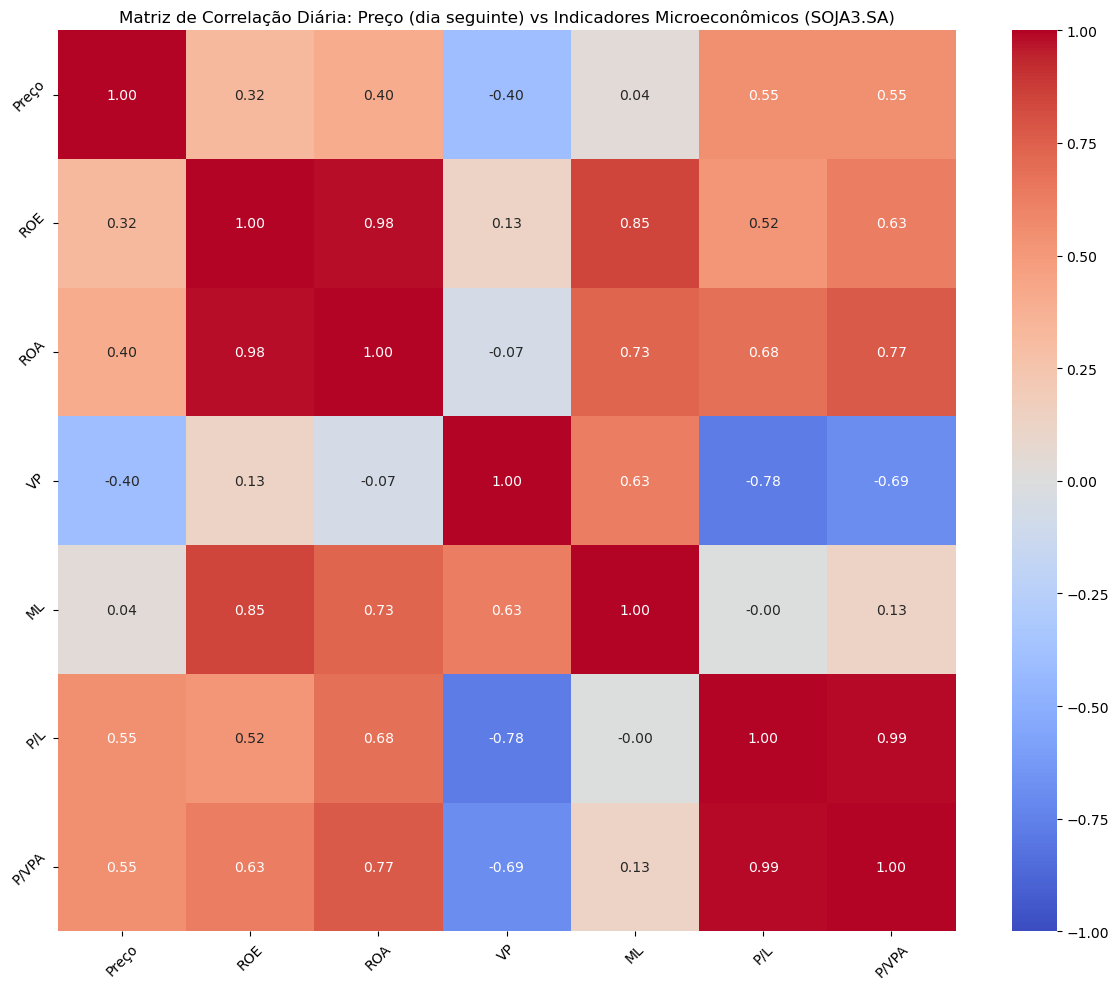 Matriz de Correlação Diária: Preço (dia seguinte) vs Indicadores Microeconômicos (SOJA3.SA)
Preço 1.00 0.32 0.40 -0.40 0.04 0.55 0.55
ROE 0.32 1.00 0.98 0.13 0.85 0.52 0.63
ROA 0.40 0.98 1.00 -0.07 0.73 0.68 0.77
VP -0.40 0.13 -0.07 1.00 0.63 -0.78 -0.69
ML 0.04 0.85 0.73 0.63 1.00 -0.00 0.13
P/L 0.55 0.52 0.68 -0.78 -0.00 1.00 0.99
P/VPA 0.55 0.63 0.77 -0.69 0.13 0.99 1.00
Preço ROE ROA VP ML P/L P/VPA
1.00
0.75
0.50
0.25
0.00
−0.25
−0.50
−0.75
−1.00